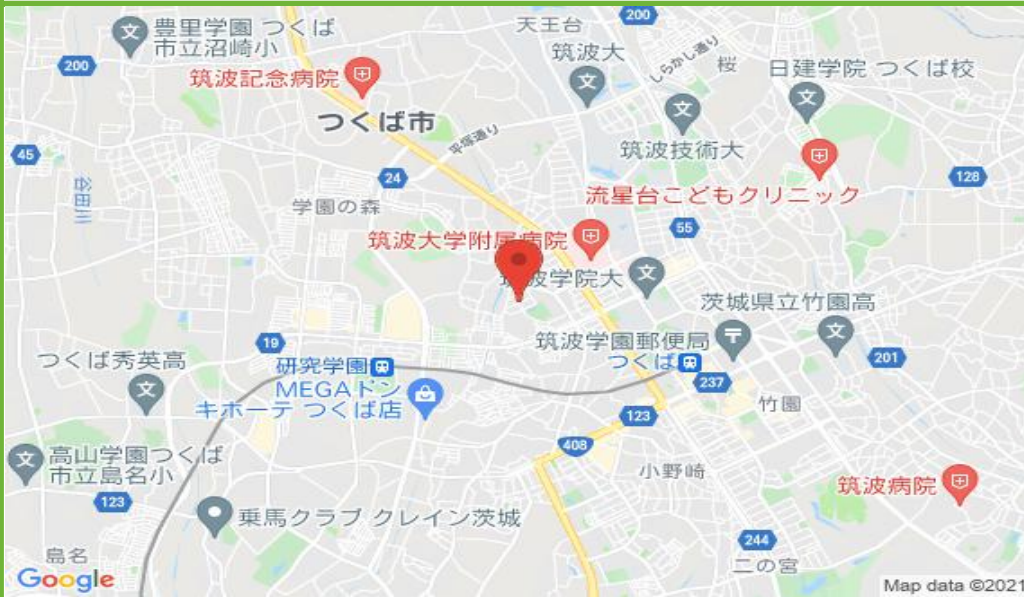 豊里学園 つくば
市立沼崎小
天王台
200
筑波大
しらかし通り
桜
200
筑波記念病院
日建学院 つくば校
つくば市
平塚通り
筑波技術大
45
谷田川
24
128
流星台こどもクリニック
学園の森
55
筑波大学附属病院
筑波学院大
茨城県立竹園高
19
筑波学園郵便局
つくば秀英高
研究学園
つくば
201
237
MEGAドン
キホーテ つくば店
竹園
123
408
高山学園つくば
市立島名小
小野崎
筑波病院
123
乗馬クラブ クレイン茨城
244
島名
二の宮
Google
Map data ©2021